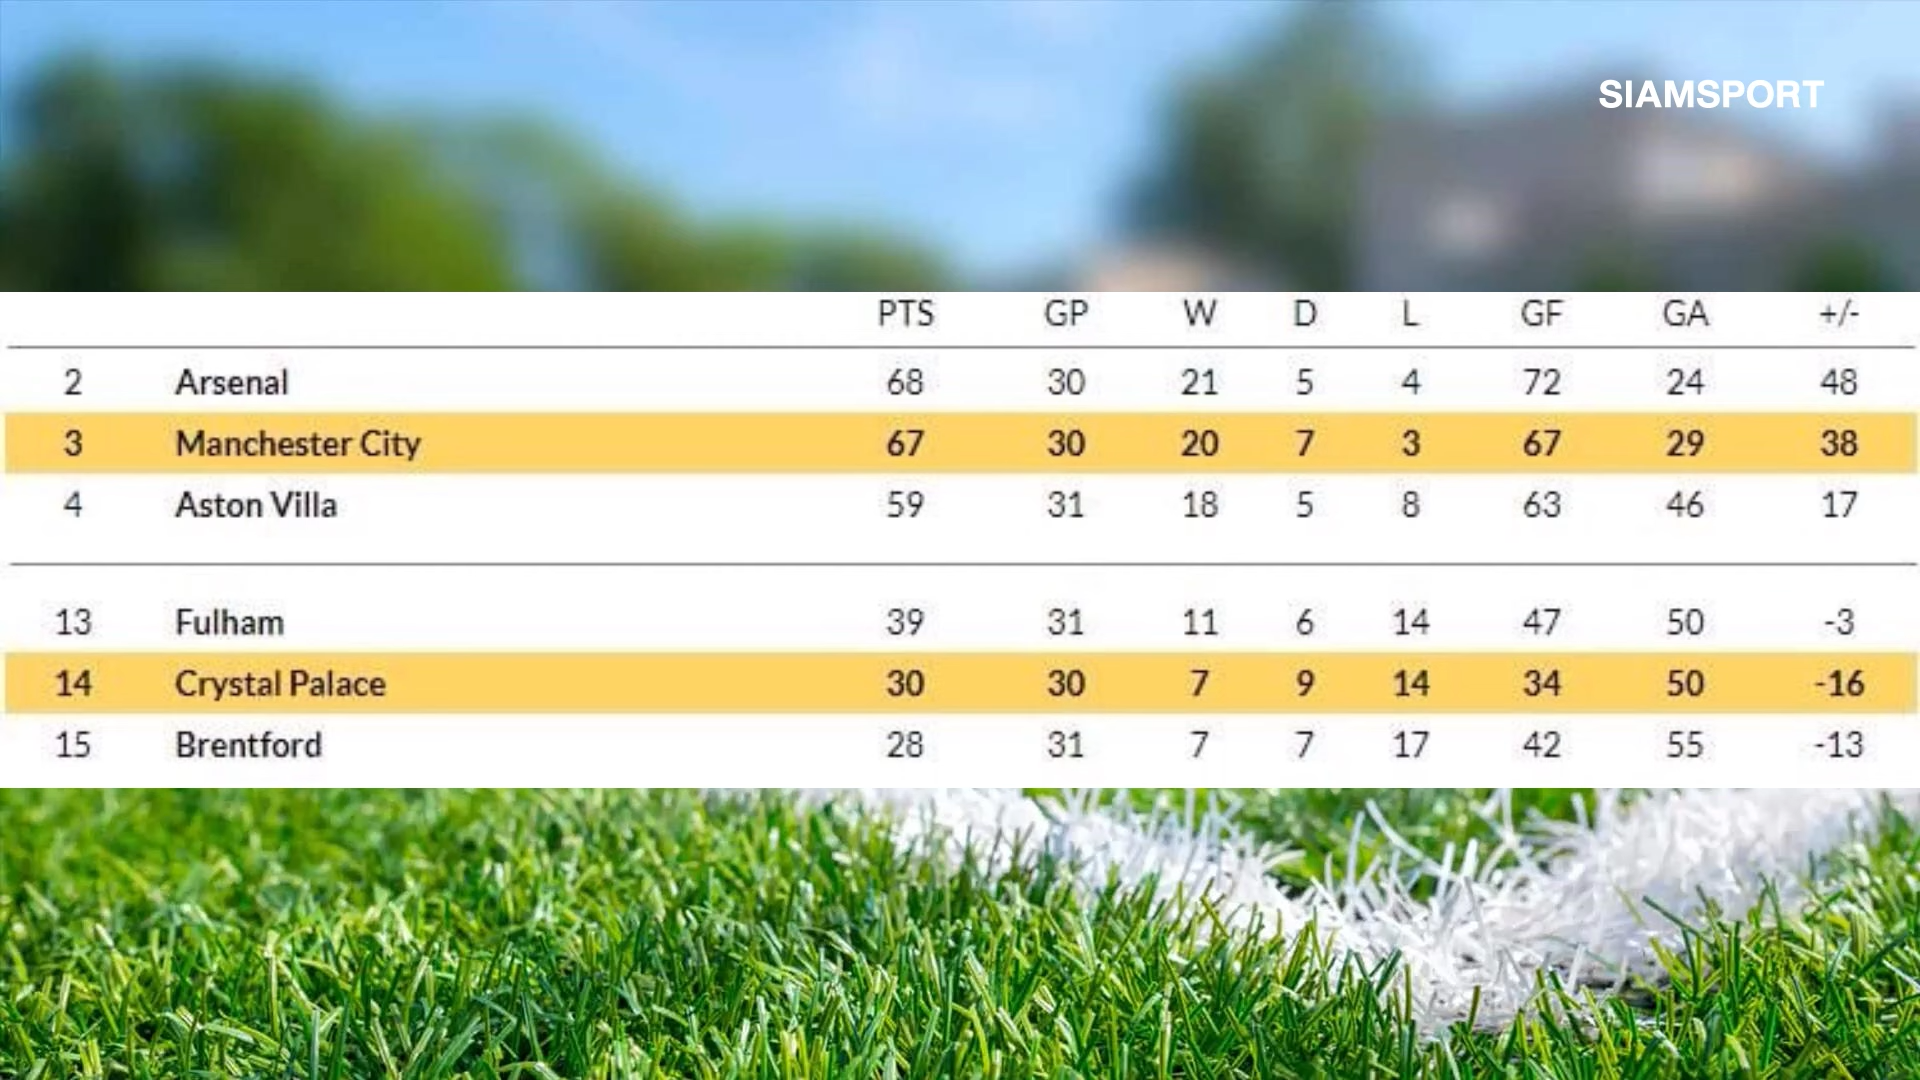 SIAMSPORT
PTS GP W D L GF GA +/-
2 Arsenal 68 30 21 5 4 72 24 48
3 Manchester City 67 30 20 7 3 67 29 38
4 Aston Villa 59 31 18 5 8 63 46 17
13 Fulham 39 31 11 6 14 47 50 -3
14 Crystal Palace 30 30 7 9 14 34 50 -16
15 Brentford 28 31 7 7 17 42 55 -13